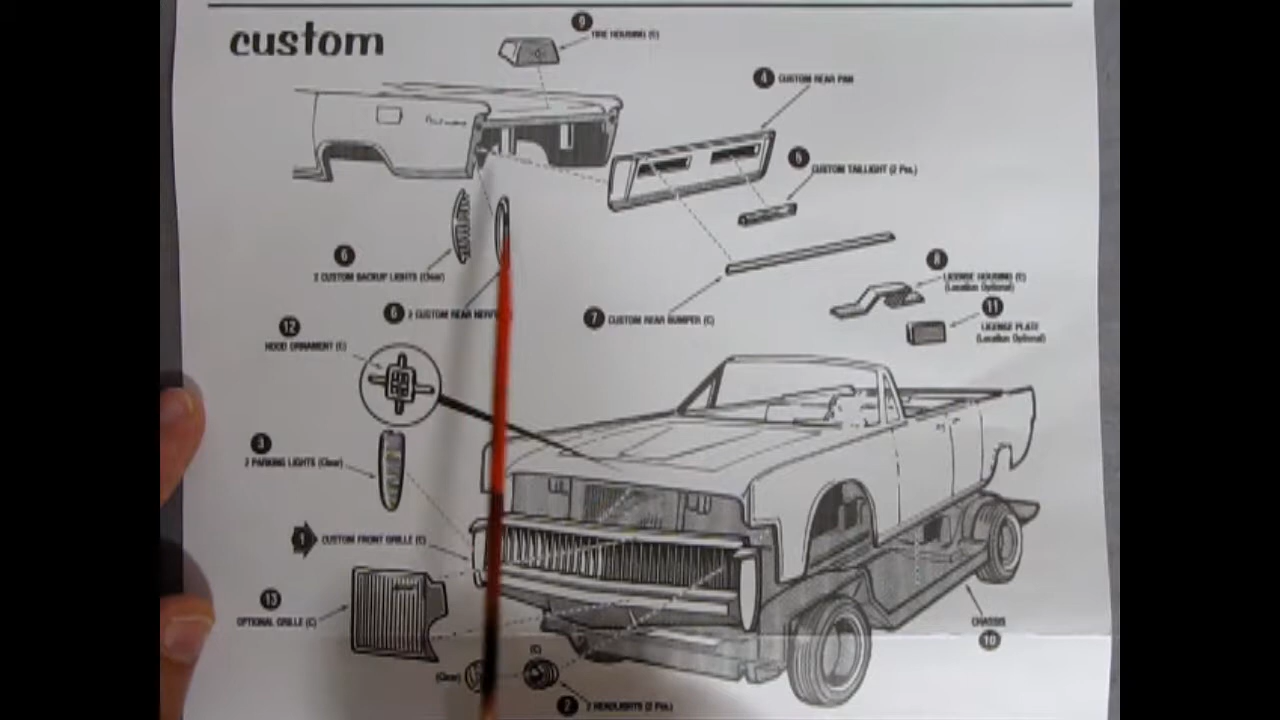 custom
9
TIRE HOUSING (C)
4
CUSTOM REAR PAN
5
CUSTOM TAILLIGHT (2 Pcs.)
6
2 CUSTOM BACKUP LIGHTS (Clear)
6
2 CUSTOM REAR
7
CUSTOM REAR BUMPER (C)
8
LICENSE HOUSING (C)
(Location Optional)
11
LICENSE PLATE
(Location Optional)
12
HOOD ORNAMENT (C)
3
2 PARKING LIGHTS (Clear)
1
CUSTOM FRONT GRILLE (C)
13
OPTIONAL GRILLE (C)
CHASSIS
10
(C)
(Clear)
2
2 HEADLIGHTS (2 Pcs.)